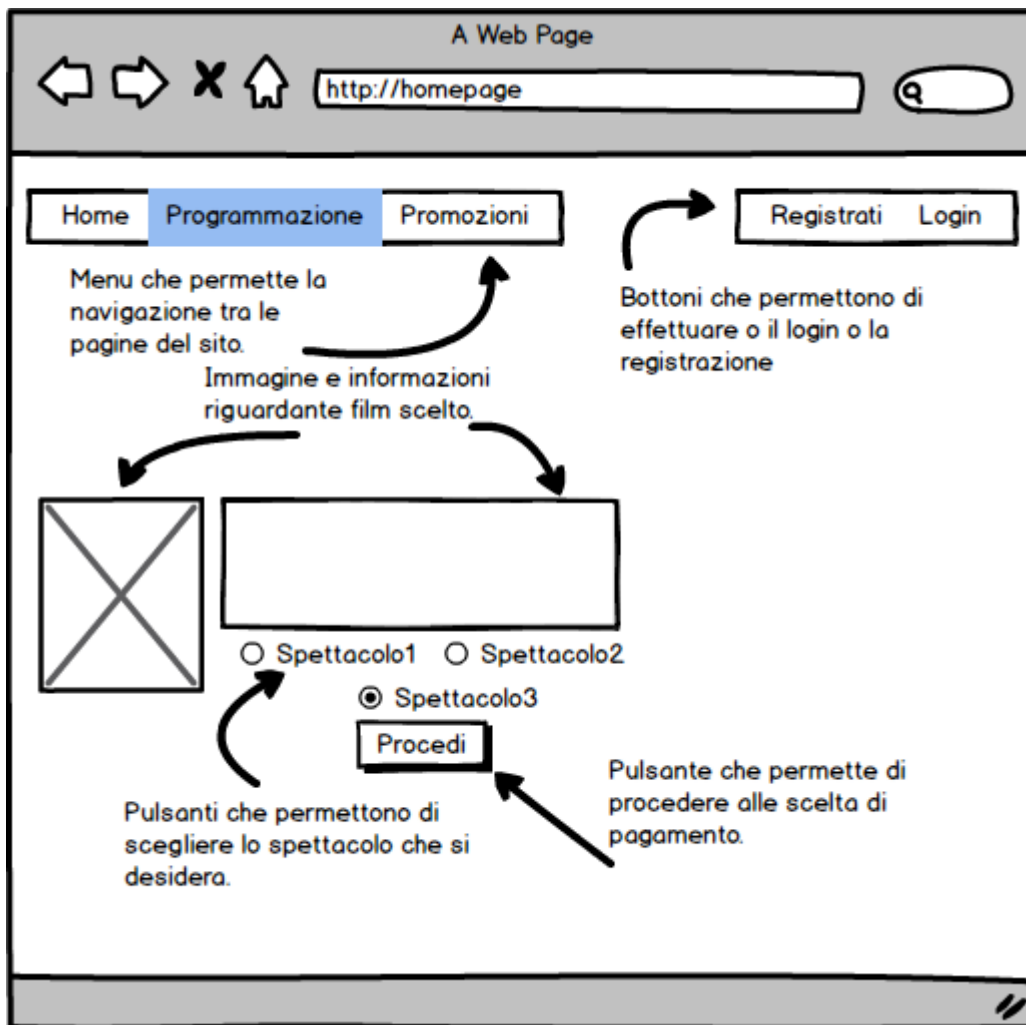 A Web Page
http://homepage
Home Programmazione Promozioni
Registrati Login
Menu che permette la
navigazione tra le
pagine del sito.
Bottoni che permettono di
effettuare o il login o la
registrazione
Immagine e informazioni
riguardante film scelto.
Spettacolo1 Spettacolo2
Spettacolo3
Procedi
Pulsanti che permettono di
scegliere lo spettacolo che si
desidera.
Pulsante che permette di
procedere alle scelta di
pagamento.